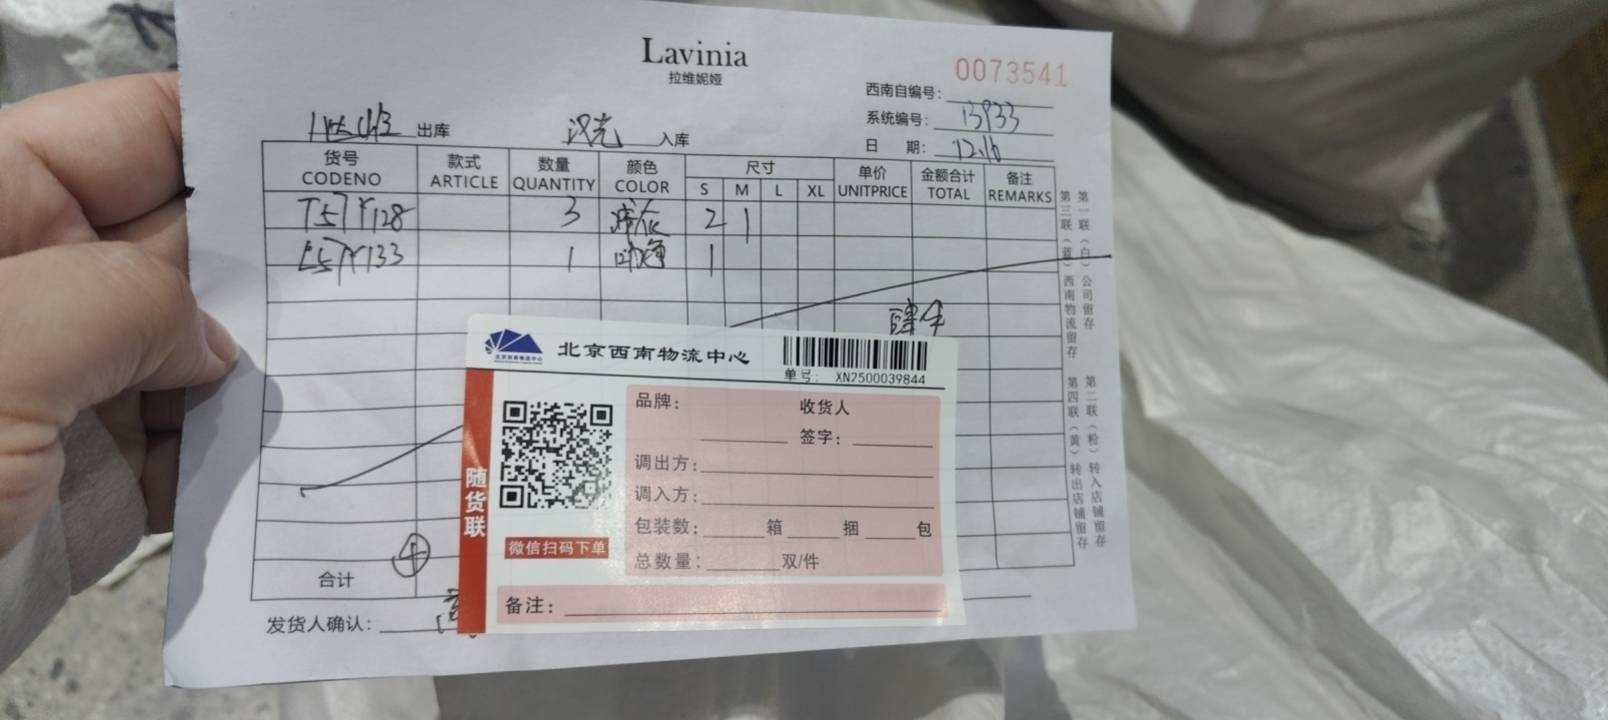 Lavinia
拉维妮娅
0073541
西南自编号：
系统编号： 13933
日 期： 12.16
出库 汉光 入库
货号 款式 数量 颜色 尺寸 单价 金额合计 备注
CODENO ARTICLE QUANTITY COLOR S M L XL UNITPRICE TOTAL REMARKS
3 2 1
1 1
合计
发货人确认：
第一联（白）公司留存
第三联（蓝）西南物流留存
第二联（粉）转入店铺留存
第四联（黄）转出店铺留存
北京西南物流中心
单号： XN2500039844
随货联
微信扫码下单
品牌： 收货人
签字：
调出方：
调入方：
包装数： 箱 捆 包
总数量： 双/件
备注：